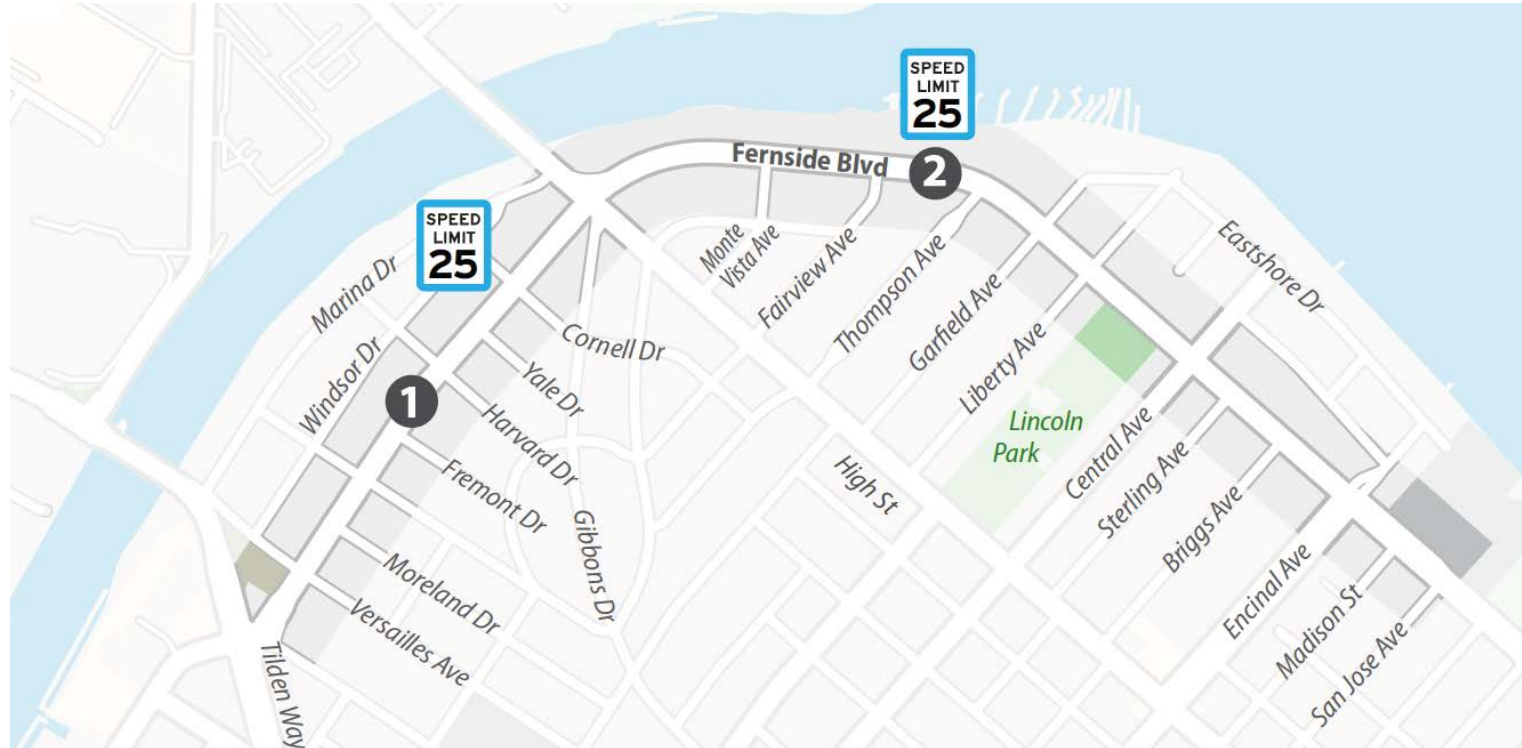 SPEED
LIMIT
25
2
Fernside Blvd
SPEED
LIMIT
25
1
Marina Dr
Windsor Dr
Cornell Dr
Yale Dr
Harvard Dr
Fremont Dr
Gibbons Dr
Moreland Dr
Versailles Ave
Tilden Way
Monte
Vista Ave
Fairview Ave
Thompson Ave
Garfield Ave
Liberty Ave
Eastshore Dr
High St
Lincoln
Park
Central Ave
Sterling Ave
Briggs Ave
Encinal Ave
Madison St
San Jose Ave